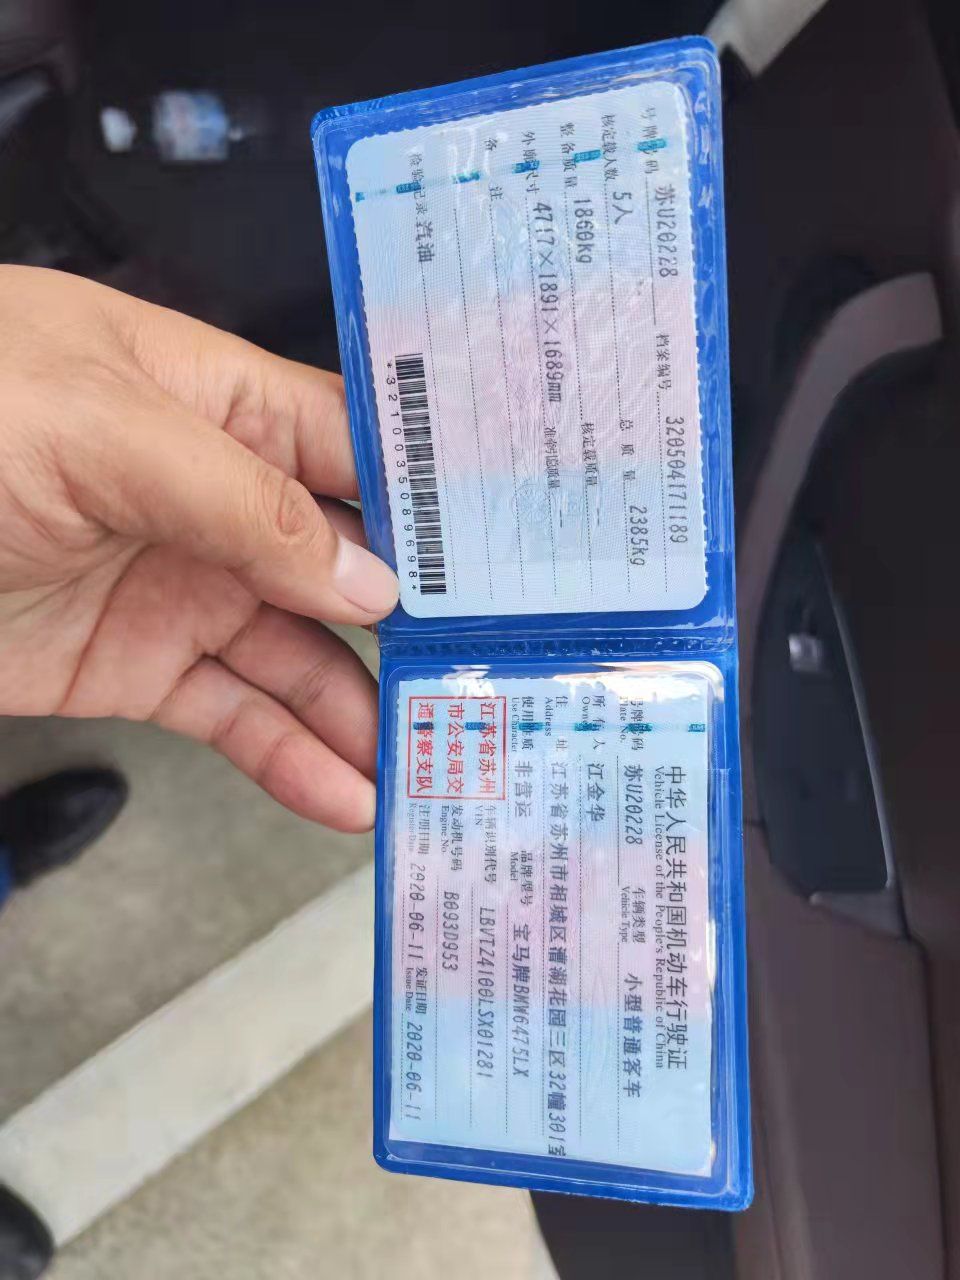 中华人民共和国机动车行驶证
Vehicle License of the People's Republic of China
号牌号码 苏U20228 车辆类型 小型普通客车
Plate No. Vehicle Type
所有人 江金华
Owner
住址 江苏省苏州市相城区漕湖花园三区32幢301室
Address
使用性质 非营运 品牌型号 宝马牌BMW6475LX
Use Character Model
江苏省苏州
市公安局交
通警察支队
车辆识别代号 LBVTZ4100LSX01281
VIN
发动机号码 B093D953
Engine No.
注册日期 2020-06-11 发证日期 2020-06-11
Register Date Issue Date
号牌号码 苏U20228 档案编号 320504171189
核定载人数 5人 总质量 2385kg
整备质量 1860kg 核定载质量 --
外廓尺寸 4717×1891×1689mm 准牵引总质量 --
备注
检验记录 汽油
*3210035089698*